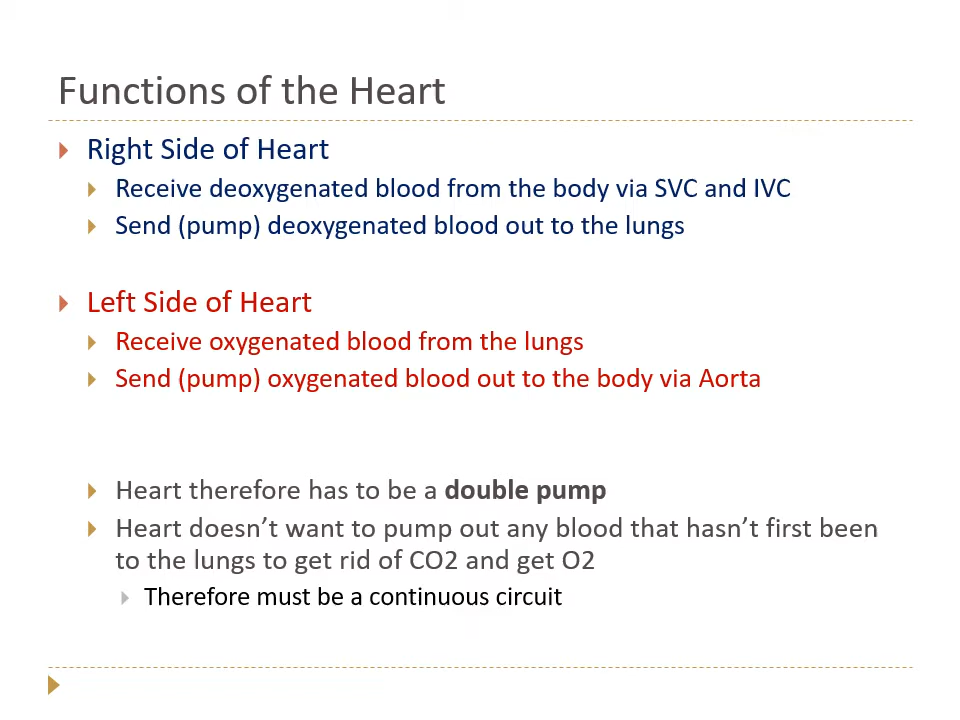 Functions of the Heart
Right Side of Heart
Receive deoxygenated blood from the body via SVC and IVC
Send (pump) deoxygenated blood out to the lungs
Left Side of Heart
Receive oxygenated blood from the lungs
Send (pump) oxygenated blood out to the body via Aorta
Heart therefore has to be a double pump
Heart doesn’t want to pump out any blood that hasn’t first been
to the lungs to get rid of CO2 and get O2
Therefore must be a continuous circuit